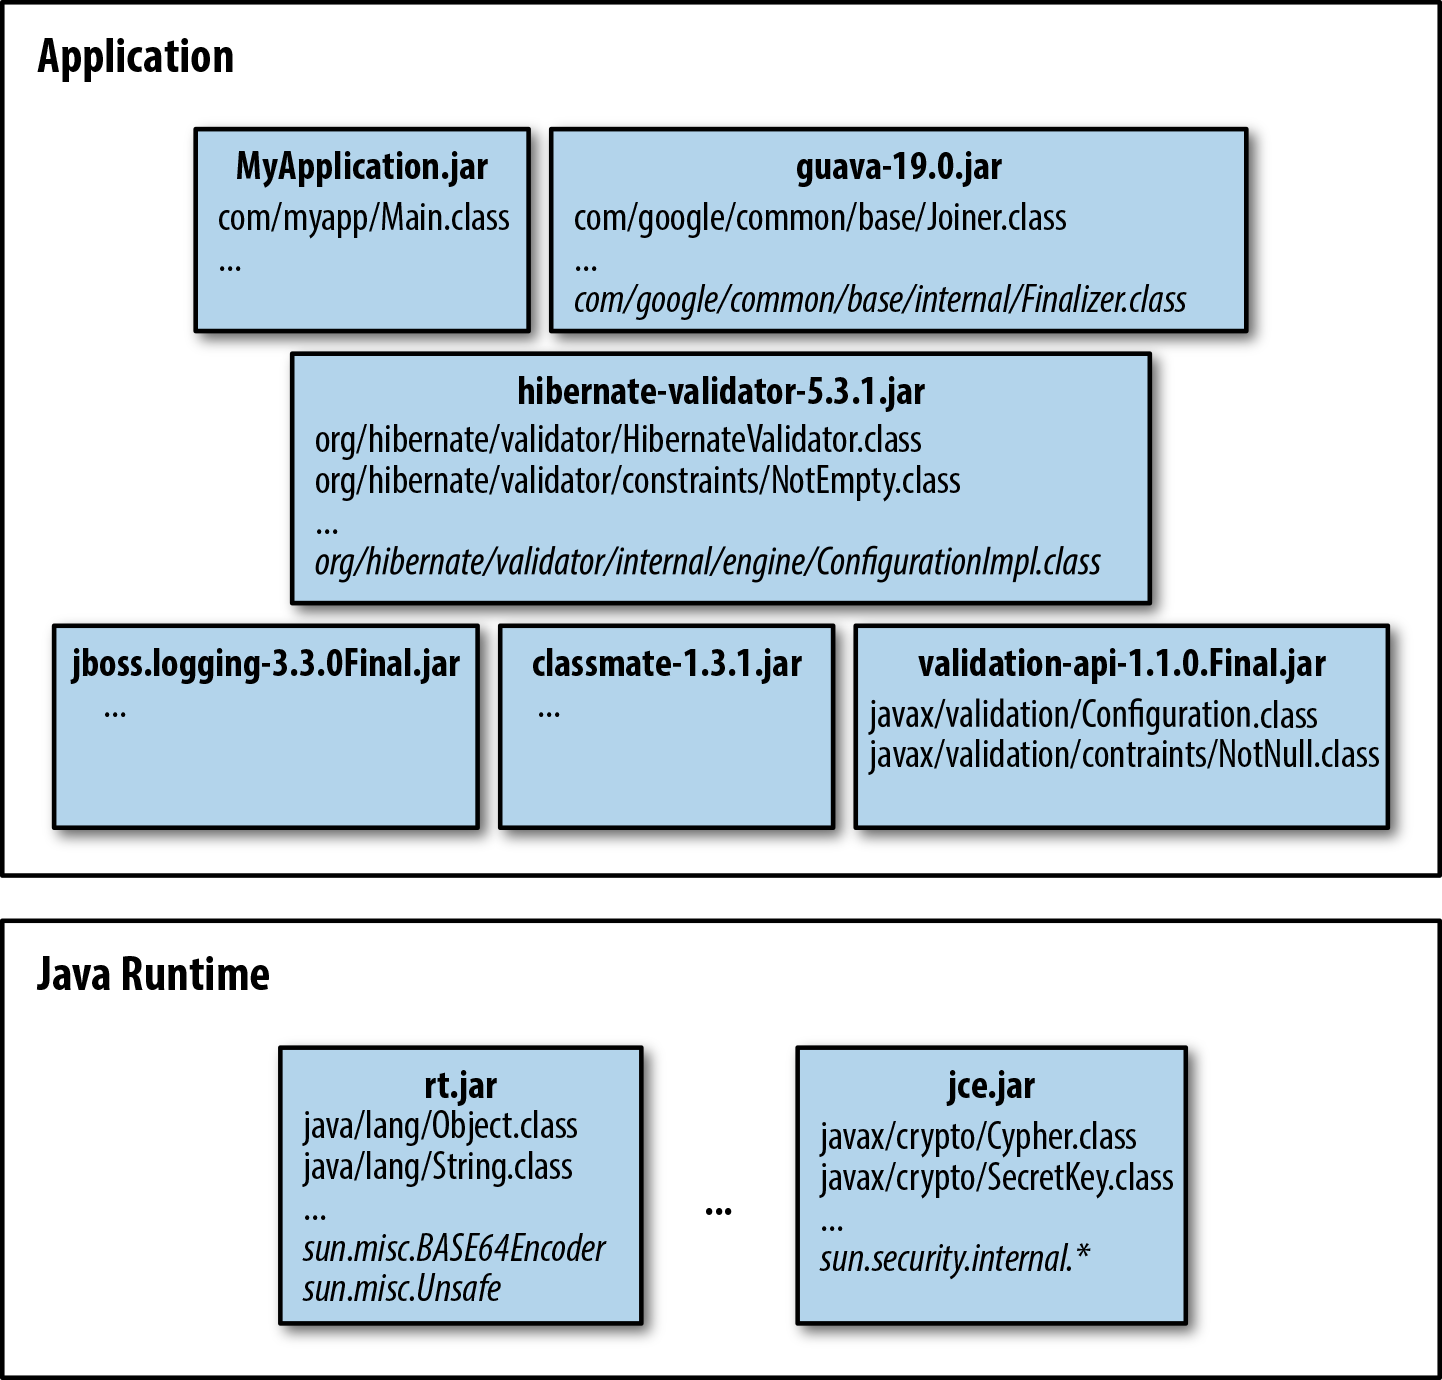 Application
MyApplication.jar
com/myapp/Main.class
...
guava-19.0.jar
com/google/common/base/Joiner.class
...
com/google/common/base/internal/Finalizer.class
hibernate-validator-5.3.1.jar
org/hibernate/validator/HibernateValidator.class
org/hibernate/validator/constraints/NotEmpty.class
...
org/hibernate/validator/internal/engine/ConfigurationImpl.class
jboss.logging-3.3.0Final.jar
...
classmate-1.3.1.jar
...
validation-api-1.1.0.Final.jar
javax/validation/Configuration.class
javax/validation/contraints/NotNull.class
Java Runtime
rt.jar
java/lang/Object.class
java/lang/String.class
...
sun.misc.BASE64Encoder
sun.misc.Unsafe
...
jce.jar
javax/crypto/Cypher.class
javax/crypto/SecretKey.class
...
sun.security.internal.*